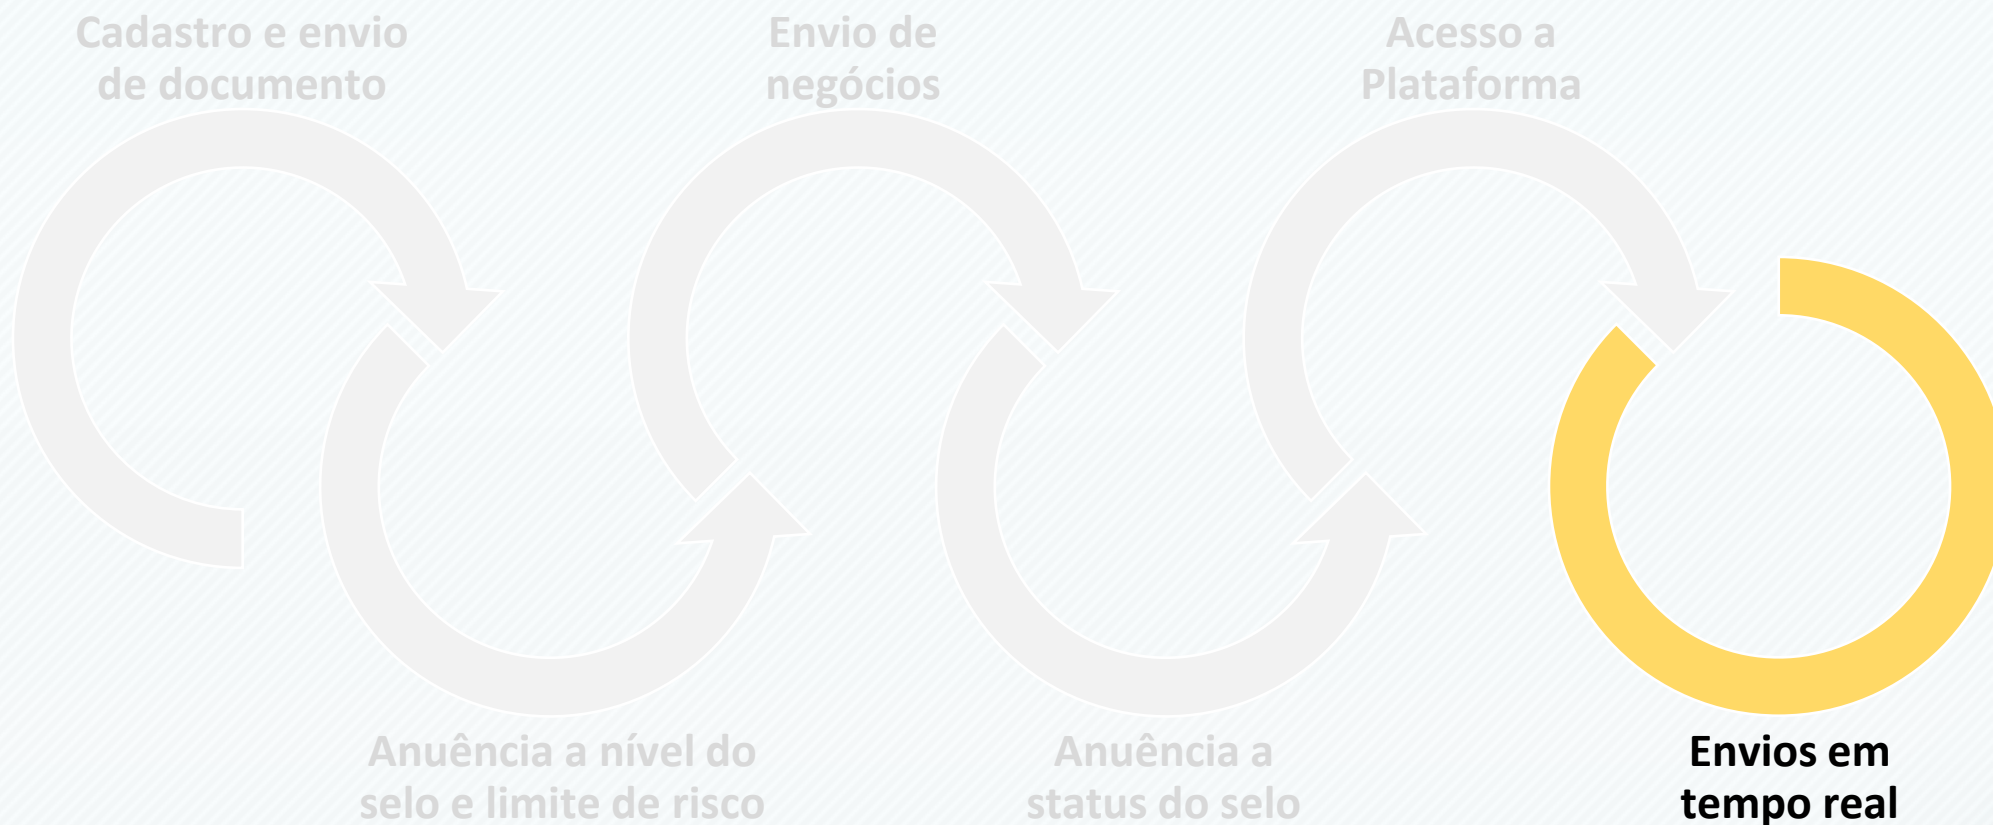 Cadastro e envio
de documento
Envio de
negócios
Acesso a
Plataforma
Anuência a nível do
selo e limite de risco
Anuência a
status do selo
Envios em
tempo real